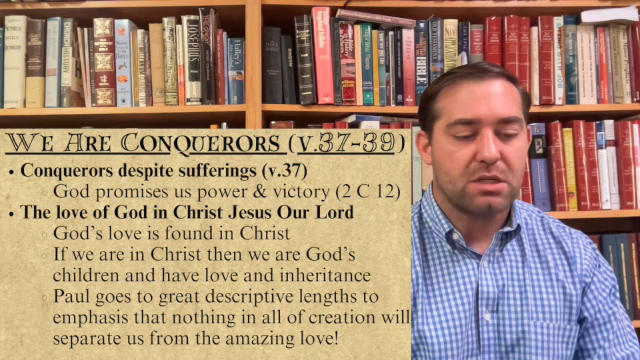 We Are Conquerors (v.37-39)
• Conquerors despite sufferings (v.37)
God promises us power & victory (2 C 12)
• The love of God in Christ Jesus Our Lord
God's love is found in Christ
If we are in Christ then we are God's
children and have love and inheritance
Paul goes to great descriptive lengths to
emphasis that nothing in all of creation will
separate us from the amazing love!